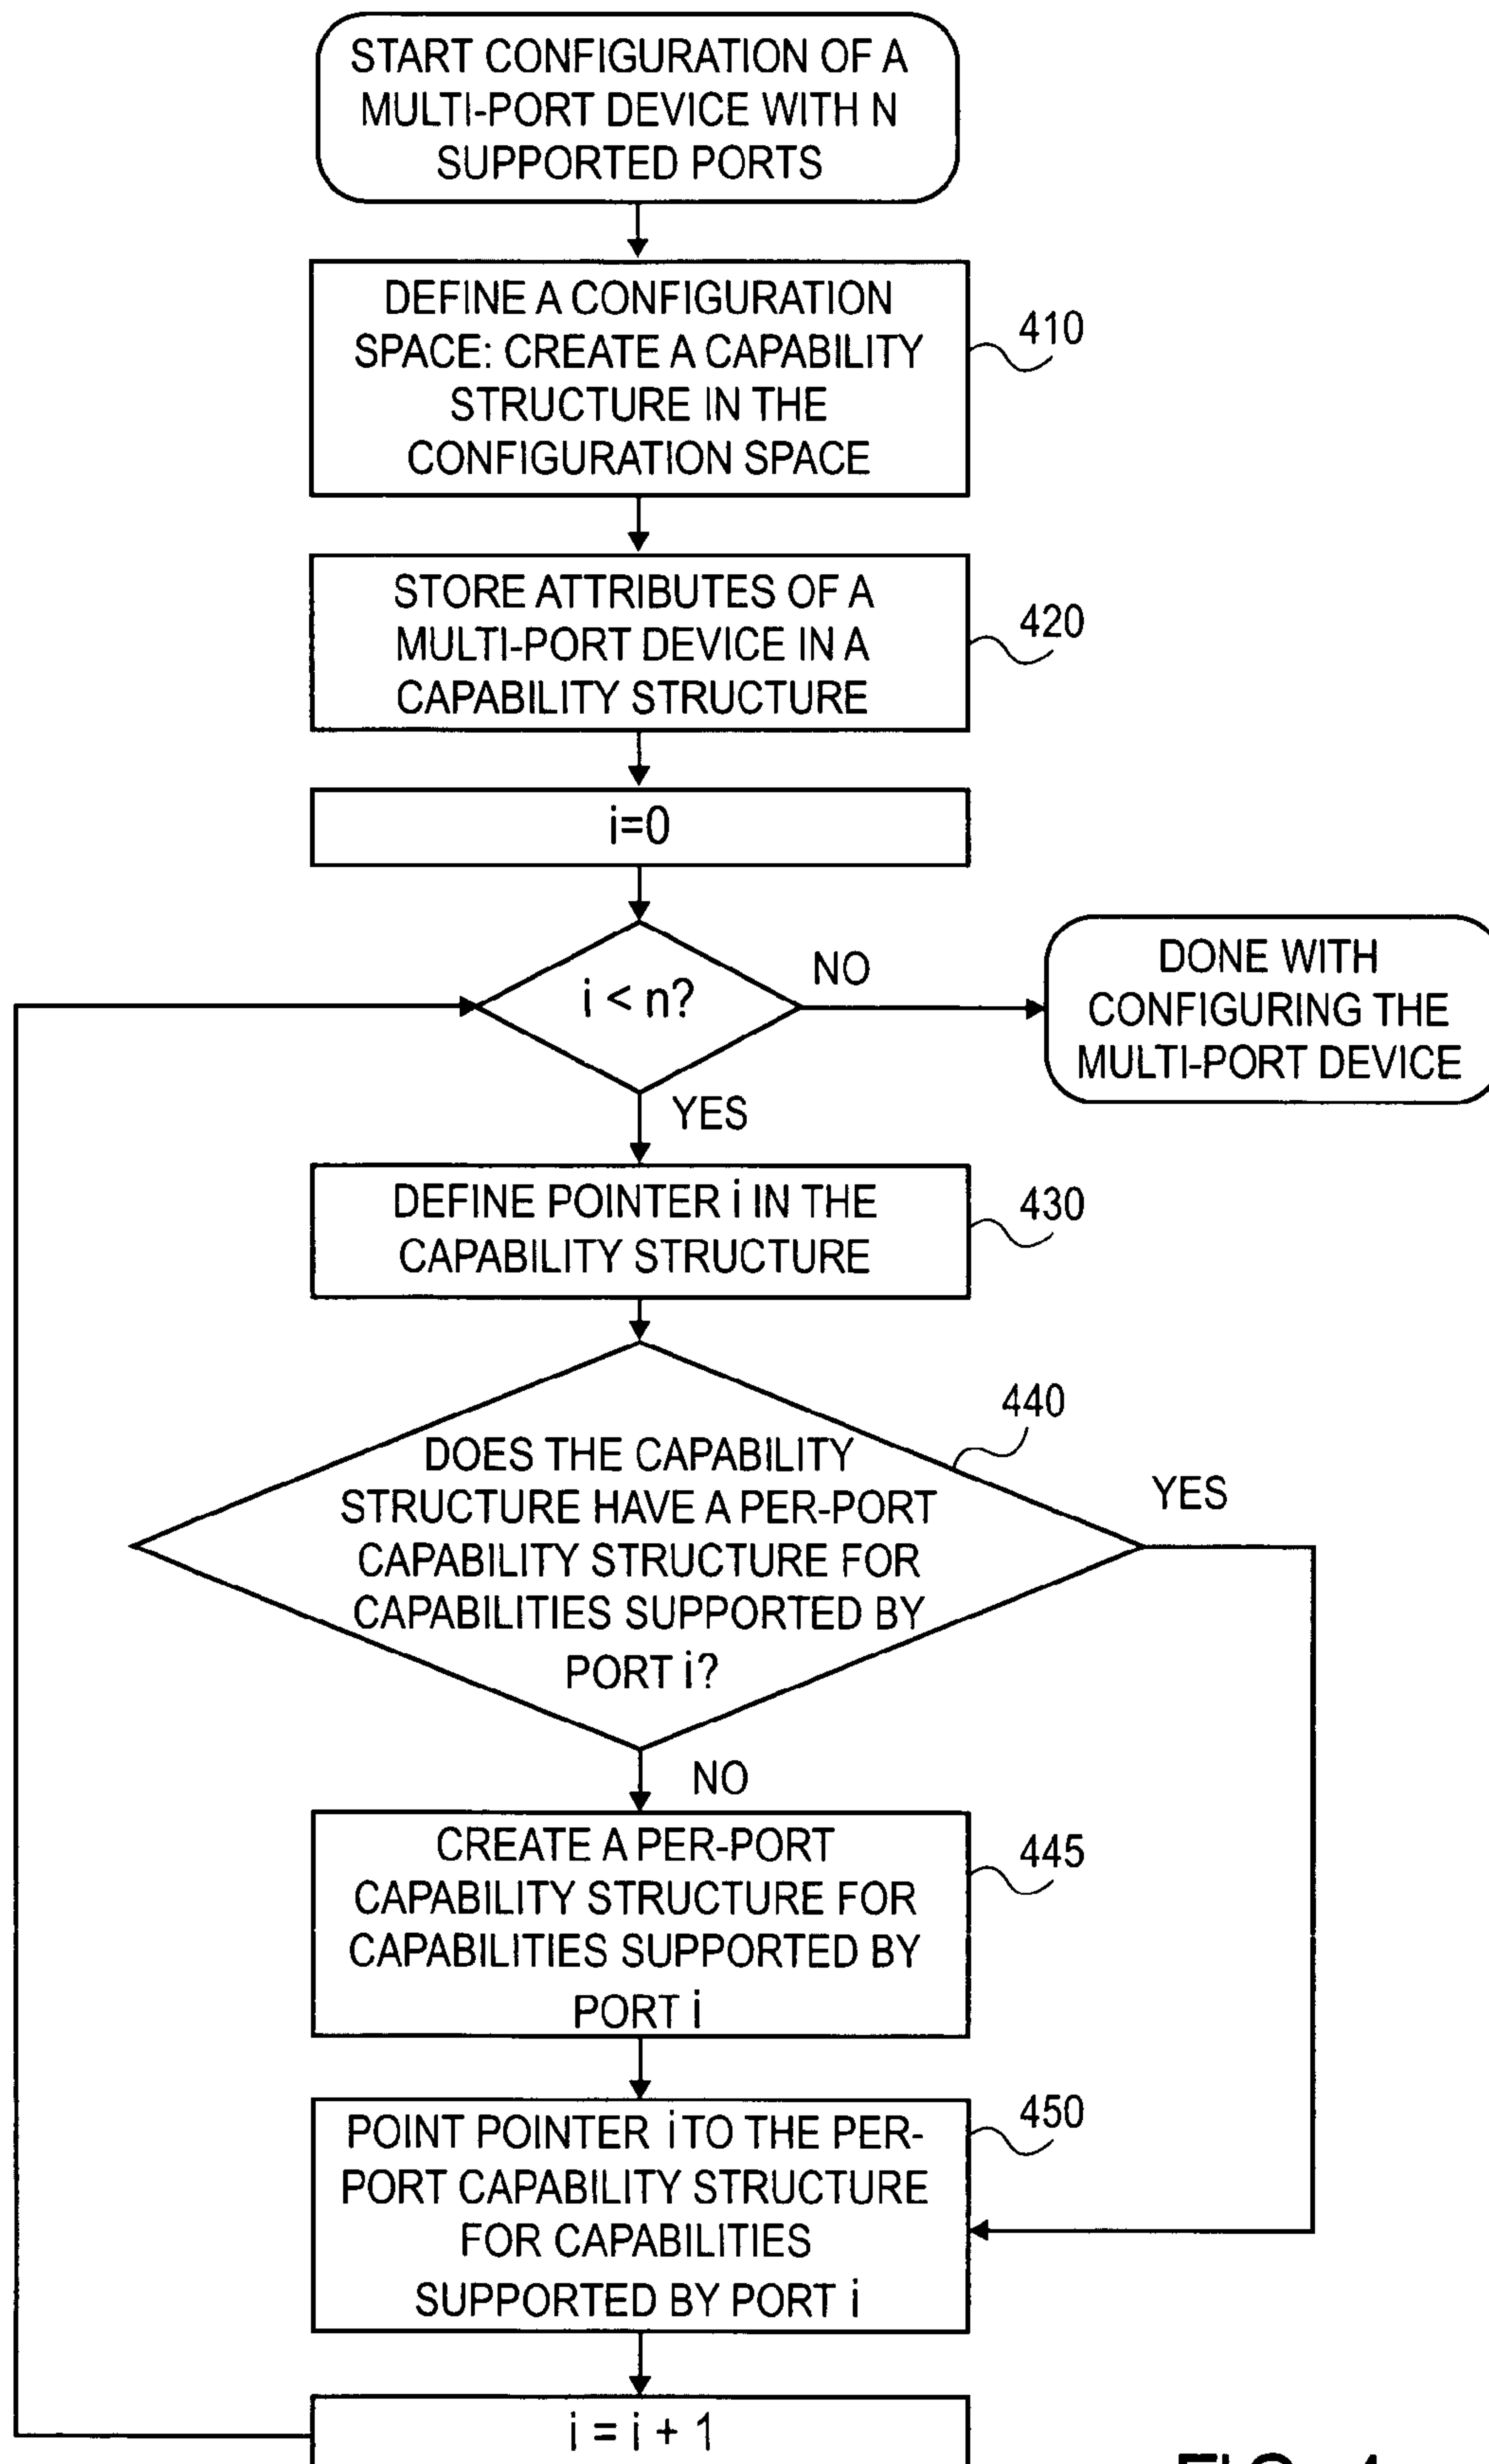 START CONFIGURATION OF A
MULTI-PORT DEVICE WITH N
SUPPORTED PORTS
DEFINE A CONFIGURATION
SPACE: CREATE A CAPABILITY
STRUCTURE IN THE
CONFIGURATION SPACE
410
STORE ATTRIBUTES OF A
MULTI-PORT DEVICE IN A
CAPABILITY STRUCTURE
420
i=0
i < n?
NO
DONE WITH
CONFIGURING THE
MULTI-PORT DEVICE
YES
DEFINE POINTER i IN THE
CAPABILITY STRUCTURE
430
440
DOES THE CAPABILITY
STRUCTURE HAVE A PER-PORT
CAPABILITY STRUCTURE FOR
CAPABILITIES SUPPORTED BY
PORT i?
YES
NO
CREATE A PER-PORT
CAPABILITY STRUCTURE FOR
CAPABILITIES SUPPORTED BY
PORT i
445
POINT POINTER i TO THE PER-
PORT CAPABILITY STRUCTURE
FOR CAPABILITIES
SUPPORTED BY PORT i
450
i = i + 1